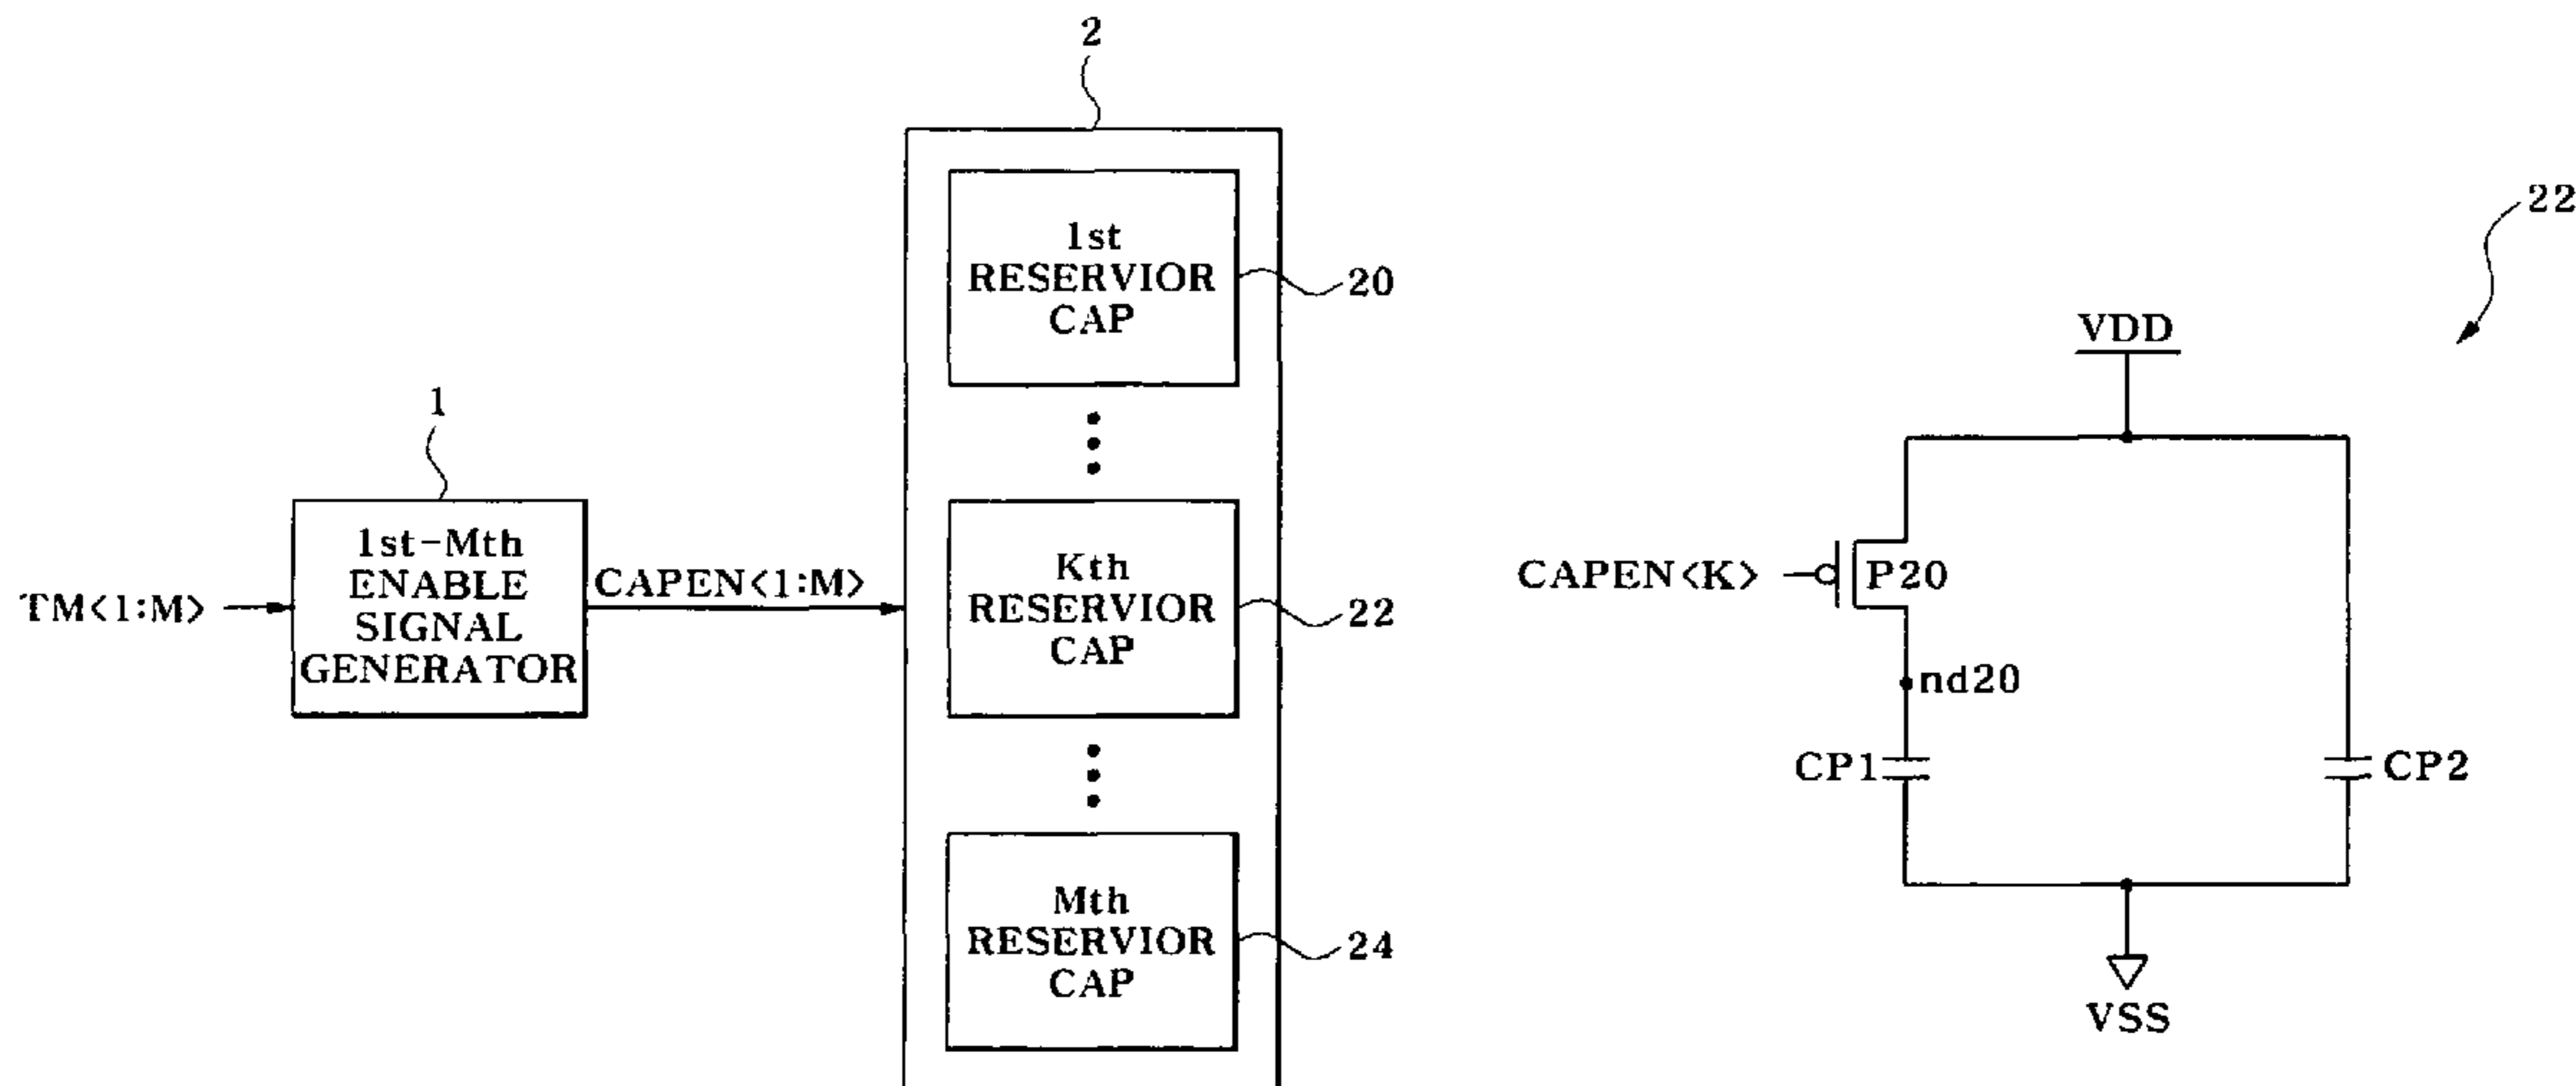 2
1st
RESERVIOR
CAP
20
1
1st-Mth
ENABLE
SIGNAL
GENERATOR
TM<1:M>
CAPEN<1:M>
Kth
RESERVIOR
CAP
22
Mth
RESERVIOR
CAP
24
22
VDD
CAPEN<K>
P20
nd20
CP1
CP2
VSS